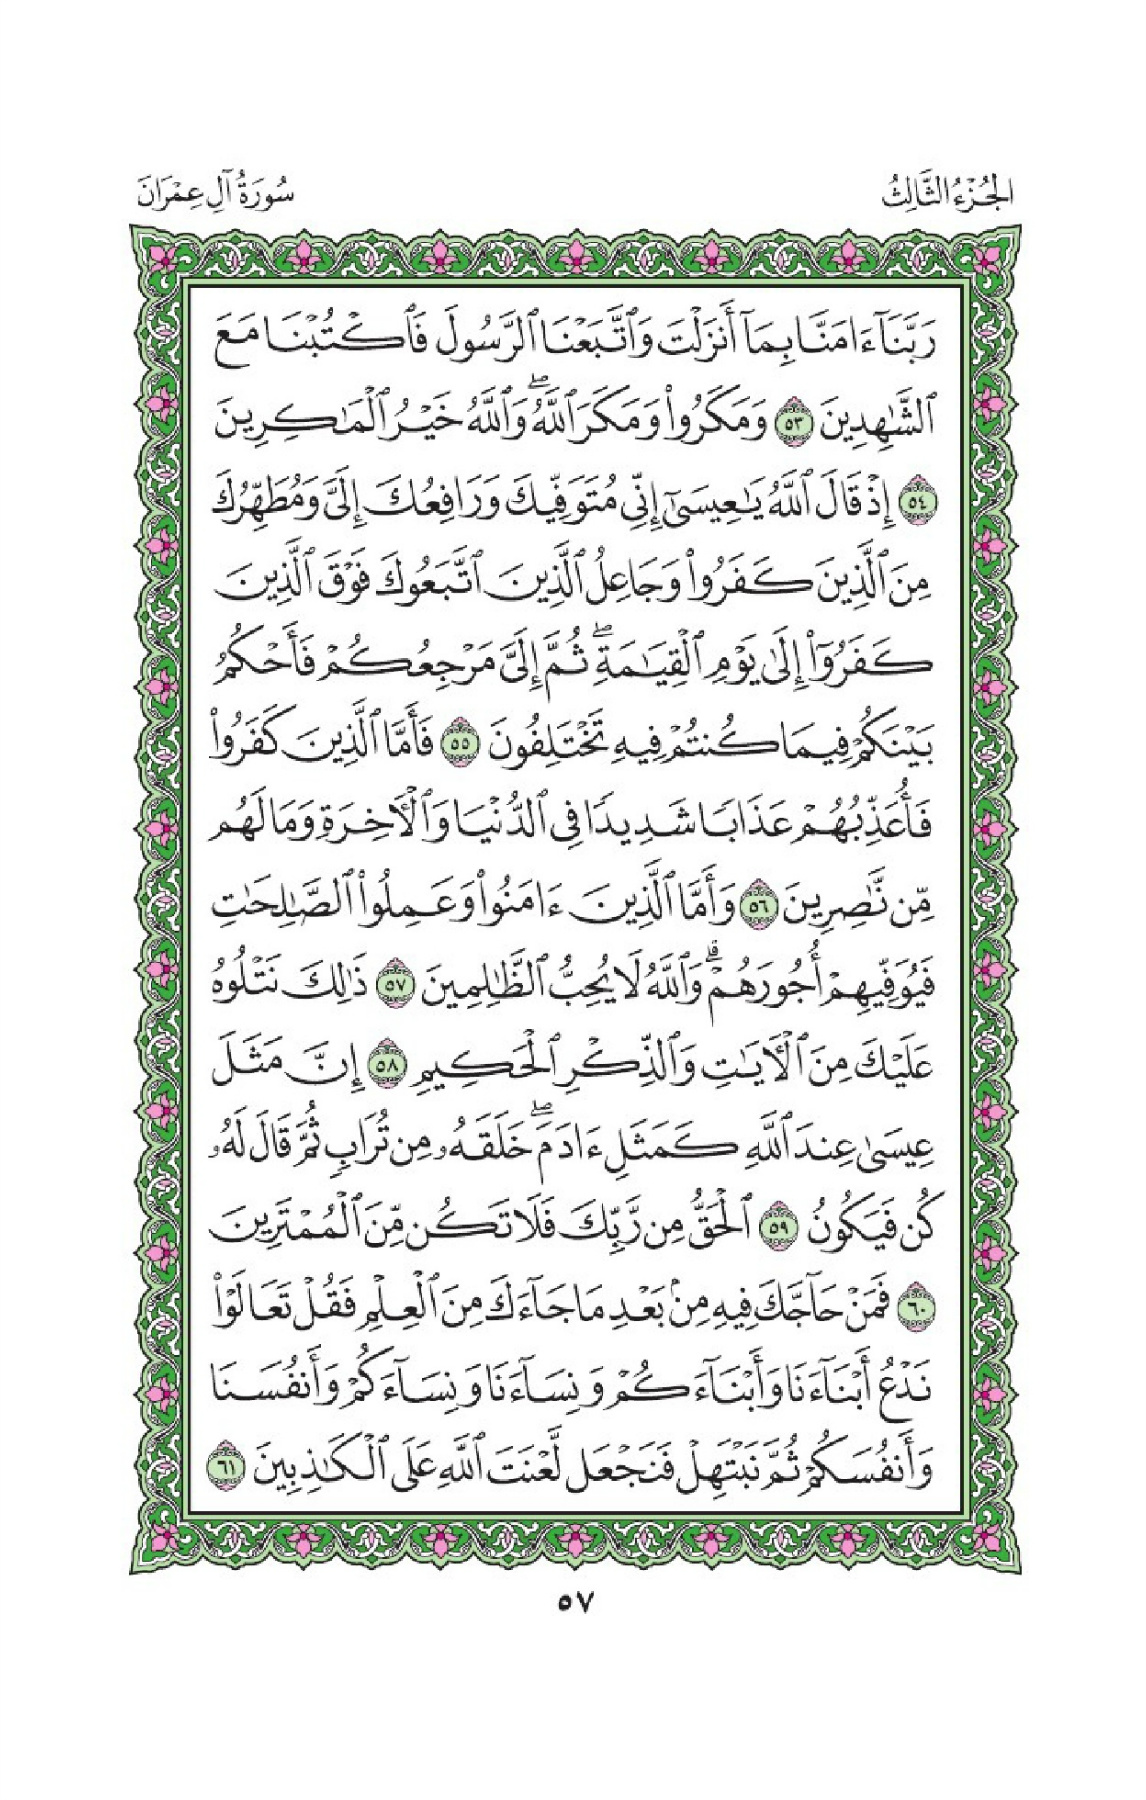 الجُزْءُ الثَّالِثُ
سُورَةُ آلِ عِمْرَانَ
رَبَّنَآ ءَامَنَّا بِمَآ أَنزَلْتَ وَٱتَّبَعْنَا ٱلرَّسُولَ فَٱكْتُبْنَا مَعَ
ٱلشَّٰهِدِينَ ٥٣ وَمَكَرُوا۟ وَمَكَرَ ٱللَّهُ ۖ وَٱللَّهُ خَيْرُ ٱلْمَٰكِرِينَ
٥٤ إِذْ قَالَ ٱللَّهُ يَٰعِيسَىٰٓ إِنِّى مُتَوَفِّيكَ وَرَافِعُكَ إِلَىَّ وَمُطَهِّرُكَ
مِنَ ٱلَّذِينَ كَفَرُوا۟ وَجَاعِلُ ٱلَّذِينَ ٱتَّبَعُوكَ فَوْقَ ٱلَّذِينَ
كَفَرُوٓا۟ إِلَىٰ يَوْمِ ٱلْقِيَٰمَةِ ۖ ثُمَّ إِلَىَّ مَرْجِعُكُمْ فَأَحْكُمُ
بَيْنَكُمْ فِيمَا كُنتُمْ فِيهِ تَخْتَلِفُونَ ٥٥ فَأَمَّا ٱلَّذِينَ كَفَرُوا۟
فَأُعَذِّبُهُمْ عَذَابًا شَدِيدًا فِى ٱلدُّنْيَا وَٱلْءَاخِرَةِ وَمَا لَهُم
مِّن نَّٰصِرِينَ ٥٦ وَأَمَّا ٱلَّذِينَ ءَامَنُوا۟ وَعَمِلُوا۟ ٱلصَّٰلِحَٰتِ
فَيُوَفِّيهِمْ أُجُورَهُمْ ۗ وَٱللَّهُ لَا يُحِبُّ ٱلظَّٰلِمِينَ ٥٧ ذَٰلِكَ نَتْلُوهُ
عَلَيْكَ مِنَ ٱلْءَايَٰتِ وَٱلذِّكْرِ ٱلْحَكِيمِ ٥٨ إِنَّ مَثَلَ
عِيسَىٰ عِندَ ٱللَّهِ كَمَثَلِ ءَادَمَ ۖ خَلَقَهُۥ مِن تُرَابٍ ثُمَّ قَالَ لَهُۥ
كُن فَيَكُونُ ٥٩ ٱلْحَقُّ مِن رَّبِّكَ فَلَا تَكُن مِّنَ ٱلْمُمْتَرِينَ
٦٠ فَمَنْ حَآجَّكَ فِيهِ مِنۢ بَعْدِ مَا جَآءَكَ مِنَ ٱلْعِلْمِ فَقُلْ تَعَالَوْا۟
نَدْعُ أَبْنَآءَنَا وَأَبْنَآءَكُمْ وَنِسَآءَنَا وَنِسَآءَكُمْ وَأَنفُسَنَا
وَأَنفُسَكُمْ ثُمَّ نَبْتَهِلْ فَنَجْعَل لَّعْنَتَ ٱللَّهِ عَلَى ٱلْكَٰذِبِينَ ٦١
٥٧